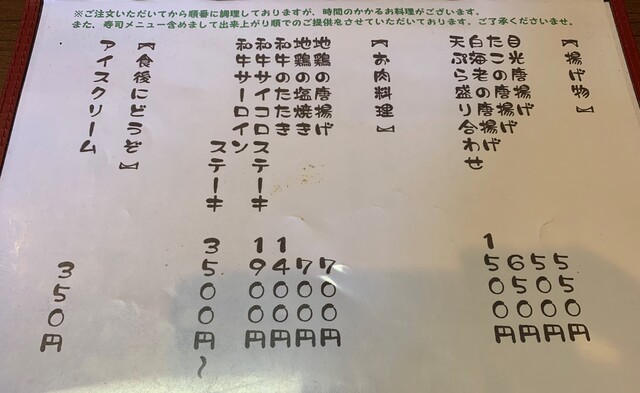 ※ご注文いただいてから順番に調理しておりますが、時間のかかるお料理がございます。
また、寿司メニュー含めまして出来上がり順でのご提供をさせていただいております。ご了承くださいませ。
【揚げ物】
目光唐揚げ 550円
たこの唐揚げ 500円
白海老の唐揚げ 650円
天ぷら盛り合わせ 1500円
【お肉料理】
地鶏の唐揚げ 700円
地鶏の塩焼き 700円
和牛のたたき 1400円
和牛サイコロステーキ 1900円
和牛サーロイン
ステーキ 3500円〜
【食後にどうぞ】
アイスクリーム 350円